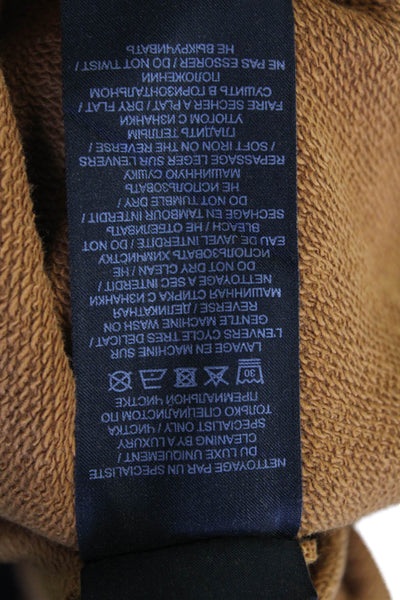 NETTOYAGE PAR UN SPECIALISTE
DU LUXE UNIQUEMENT /
CLEANING BY A LUXURY
SPECIALIST ONLY / ЧИСТКА
ТОЛЬКО СПЕЦИАЛИСТОМ ПО
ПРЕМИАЛЬНОЙ ЧИСТКЕ
30
LAVAGE EN MACHINE SUR
L'ENVERS CYCLE TRES DELICAT /
GENTLE MACHINE WASH ON
REVERSE / ДЕЛИКАТНАЯ
МАШИННАЯ СТИРКА С ИЗНАНКИ
NETTOYAGE A SEC INTERDIT /
DO NOT DRY CLEAN / НЕ
ИСПОЛЬЗОВАТЬ ХИМЧИСТКУ
EAU DE JAVEL INTERDITE / DO NOT
BLEACH / НЕ ОТБЕЛИВАТЬ
SECHAGE EN TAMBOUR INTERDIT /
DO NOT TUMBLE DRY /
НЕ ИСПОЛЬЗОВАТЬ
МАШИННУЮ СУШКУ
REPASSAGE LEGER SUR L'ENVERS
/ SOFT IRON ON THE REVERSE /
ГЛАДИТЬ ТЕПЛЫМ
УТЮГОМ С ИЗНАНКИ
FAIRE SECHER A PLAT / DRY FLAT /
СУШИТЬ В ГОРИЗОНТАЛЬНОМ
ПОЛОЖЕНИИ
NE PAS ESSORER / DO NOT TWIST /
НЕ ВЫКРУЧИВАТЬ